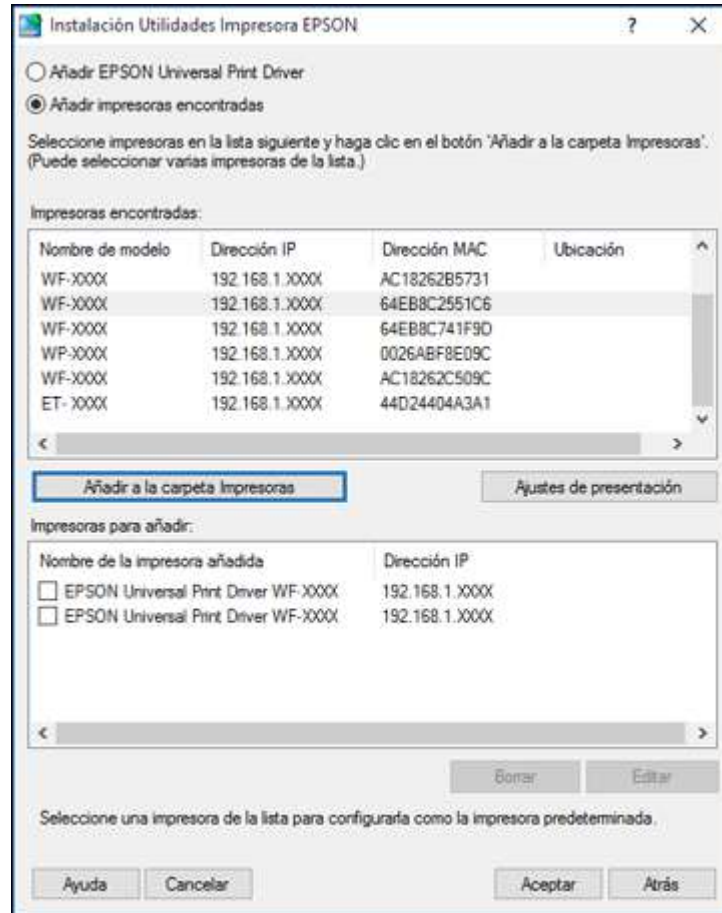 Instalación Utilidades Impresora EPSON
Añadir EPSON Universal Print Driver
Añadir impresoras encontradas
Seleccione impresoras en la lista siguiente y haga clic en el botón 'Añadir a la carpeta Impresoras'.
(Puede seleccionar varias impresoras de la lista.)
Impresoras encontradas:
Nombre de modelo Dirección IP Dirección MAC Ubicación
WF-XXXX 192.168.1.XXXX AC18262B5731
WF-XXXX 192.168.1.XXXX 64EB8C2551C6
WF-XXXX 192.168.1.XXXX 64EB8C741F9D
WP-XXXX 192.168.1.XXXX 0026ABF8E09C
WF-XXXX 192.168.1.XXXX AC18262C509C
ET- XXXX 192.168.1.XXXX 44D24404A3A1
Añadir a la carpeta Impresoras Ajustes de presentación
Impresoras para añadir:
Nombre de la impresora añadida Dirección IP
EPSON Universal Print Driver WF-XXXX 192.168.1.XXXX
EPSON Universal Print Driver WF-XXXX 192.168.1.XXXX
Borrar Editar
Seleccione una impresora de la lista para configurarla como la impresora predeterminada.
Ayuda Cancelar Aceptar Atrás